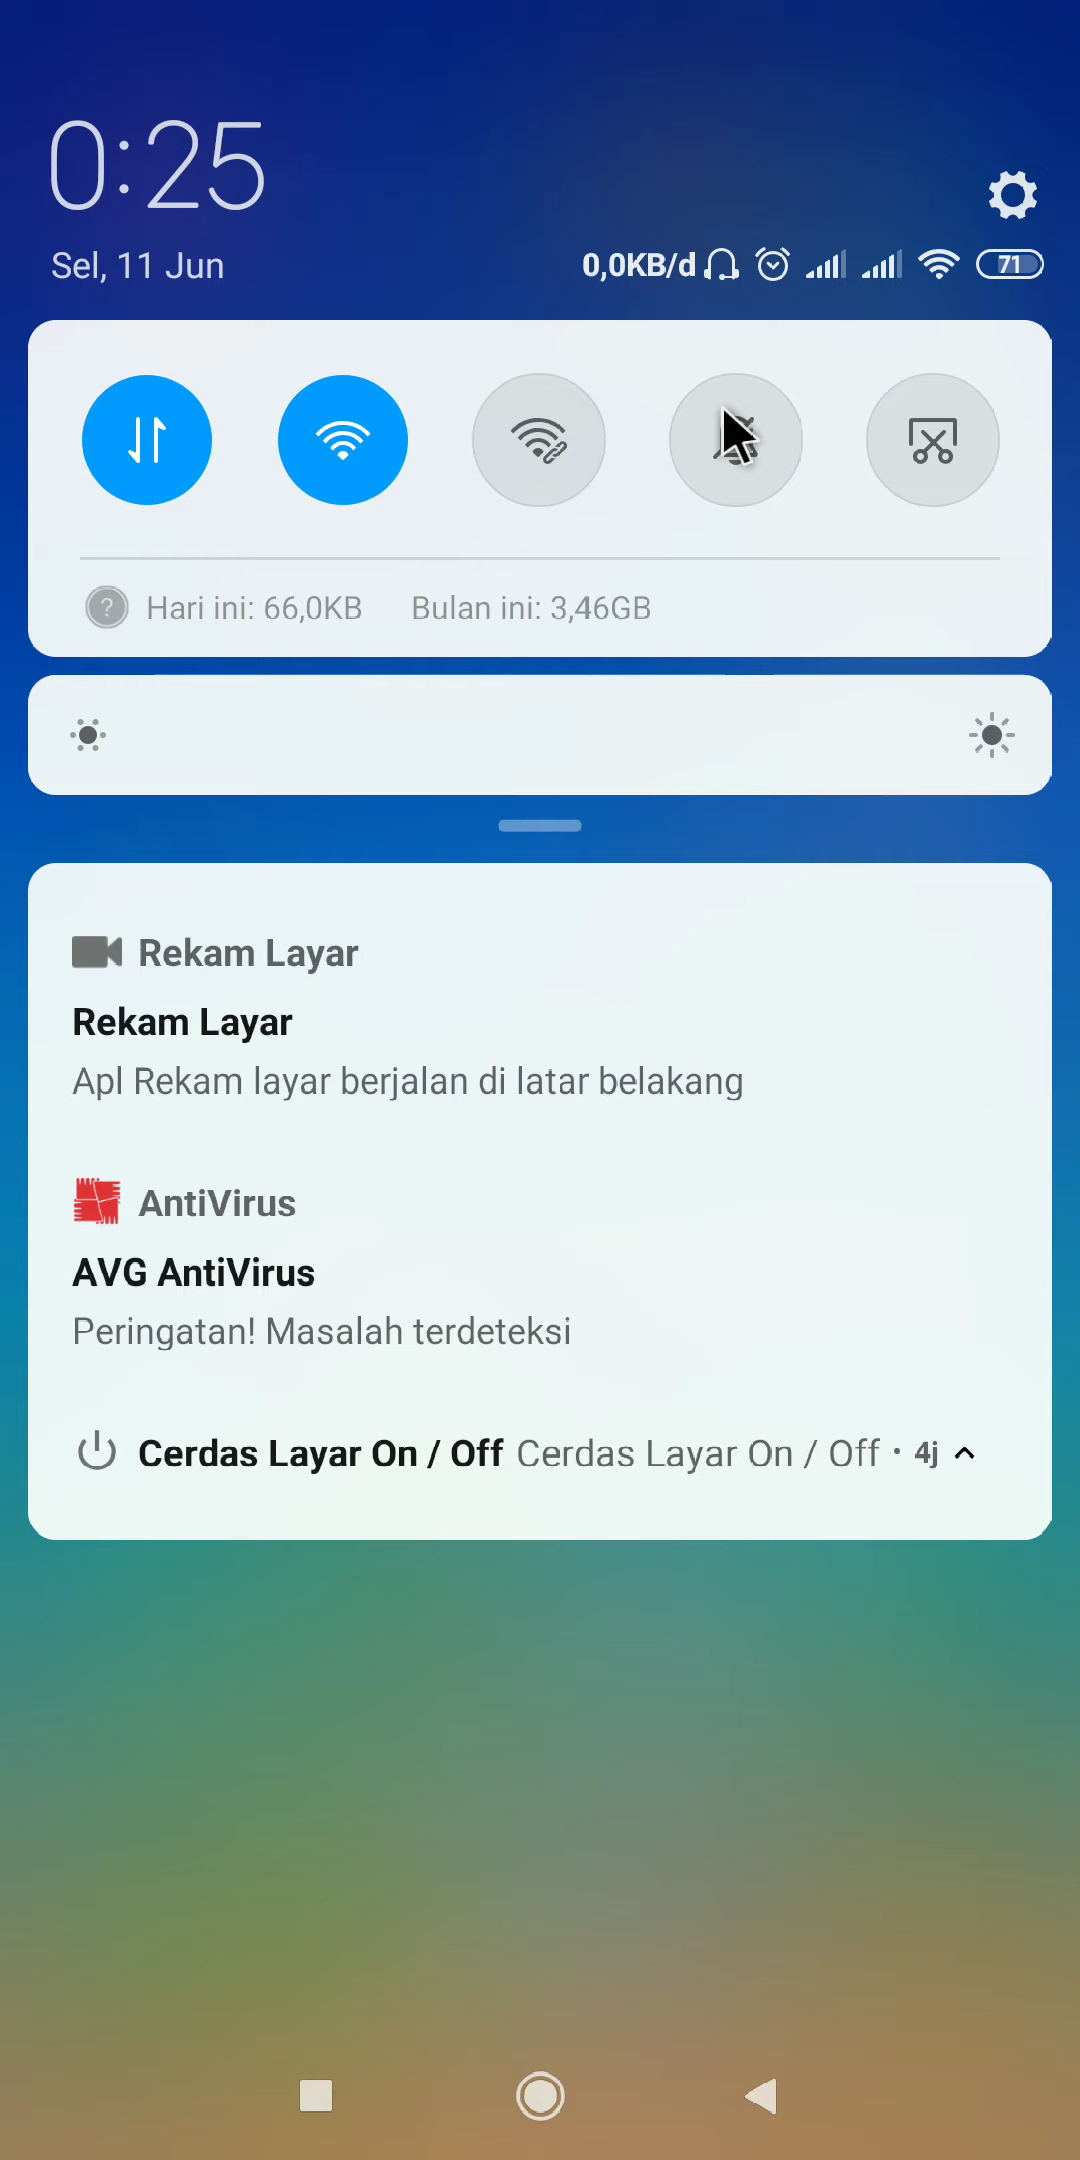 0:25
Sel, 11 Jun
0,0KB/d
71
? Hari ini: 66,0KB Bulan ini: 3,46GB
Rekam Layar
Rekam Layar
Apl Rekam layar berjalan di latar belakang
AntiVirus
AVG AntiVirus
Peringatan! Masalah terdeteksi
Cerdas Layar On / Off Cerdas Layar On / Off • 4j